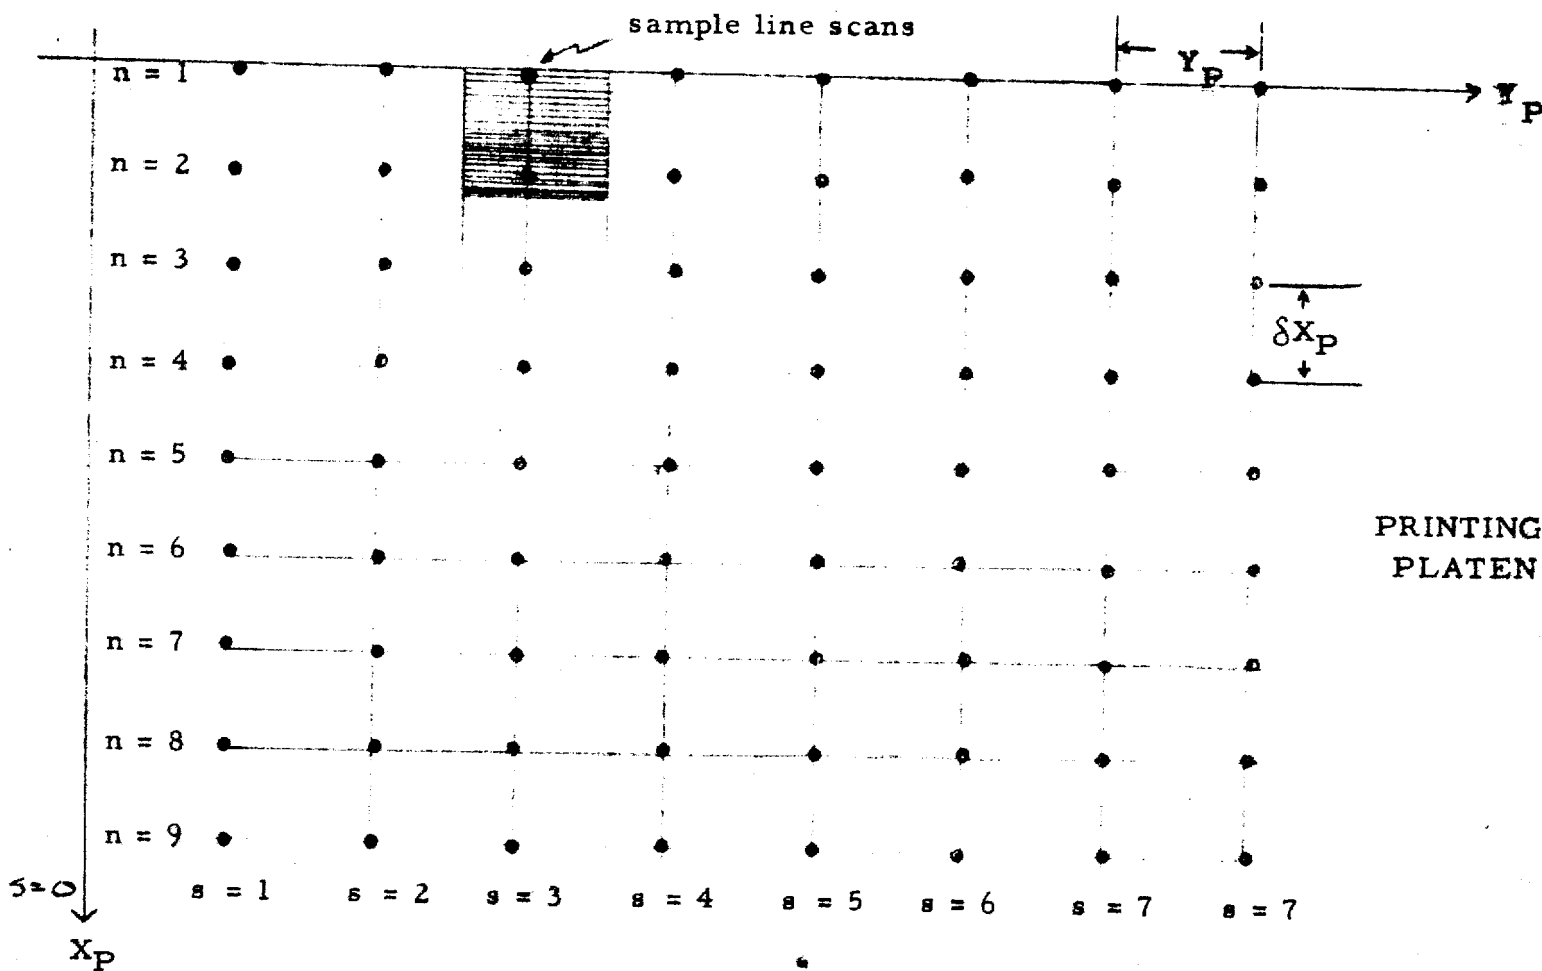 sample line scans
Y_P
n = 1
Y_P
n = 2
n = 3
δX_P
n = 4
n = 5
PRINTING
PLATEN
n = 6
n = 7
n = 8
n = 9
s=0
s = 1 s = 2 s = 3 s = 4 s = 5 s = 6 s = 7 s = 7
X_P